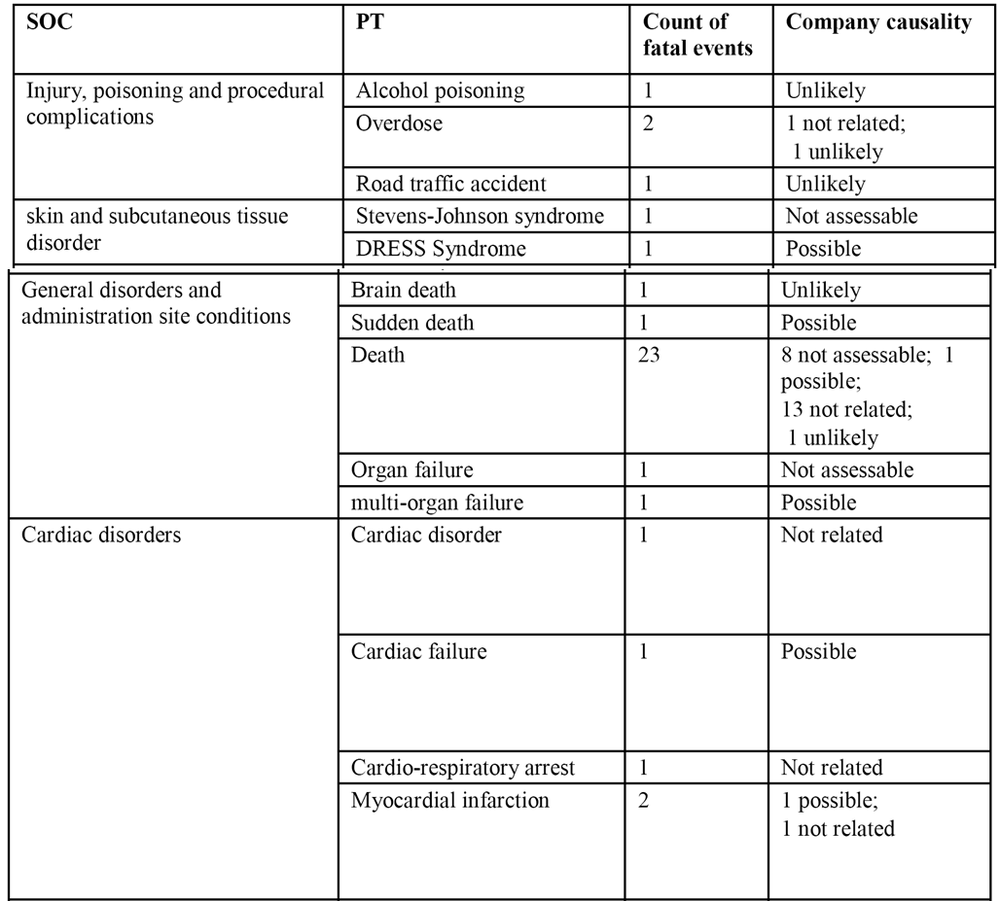 SOC PT Count of fatal events Company causality
Injury, poisoning and procedural complications Alcohol poisoning 1 Unlikely
Overdose 2 1 not related;
1 unlikely
Road traffic accident 1 Unlikely
skin and subcutaneous tissue disorder Stevens-Johnson syndrome 1 Not assessable
DRESS Syndrome 1 Possible
General disorders and administration site conditions Brain death 1 Unlikely
Sudden death 1 Possible
Death 23 8 not assessable; 1
possible;
13 not related;
1 unlikely
Organ failure 1 Not assessable
multi-organ failure 1 Possible
Cardiac disorders Cardiac disorder 1 Not related
Cardiac failure 1 Possible
Cardio-respiratory arrest 1 Not related
Myocardial infarction 2 1 possible;
1 not related